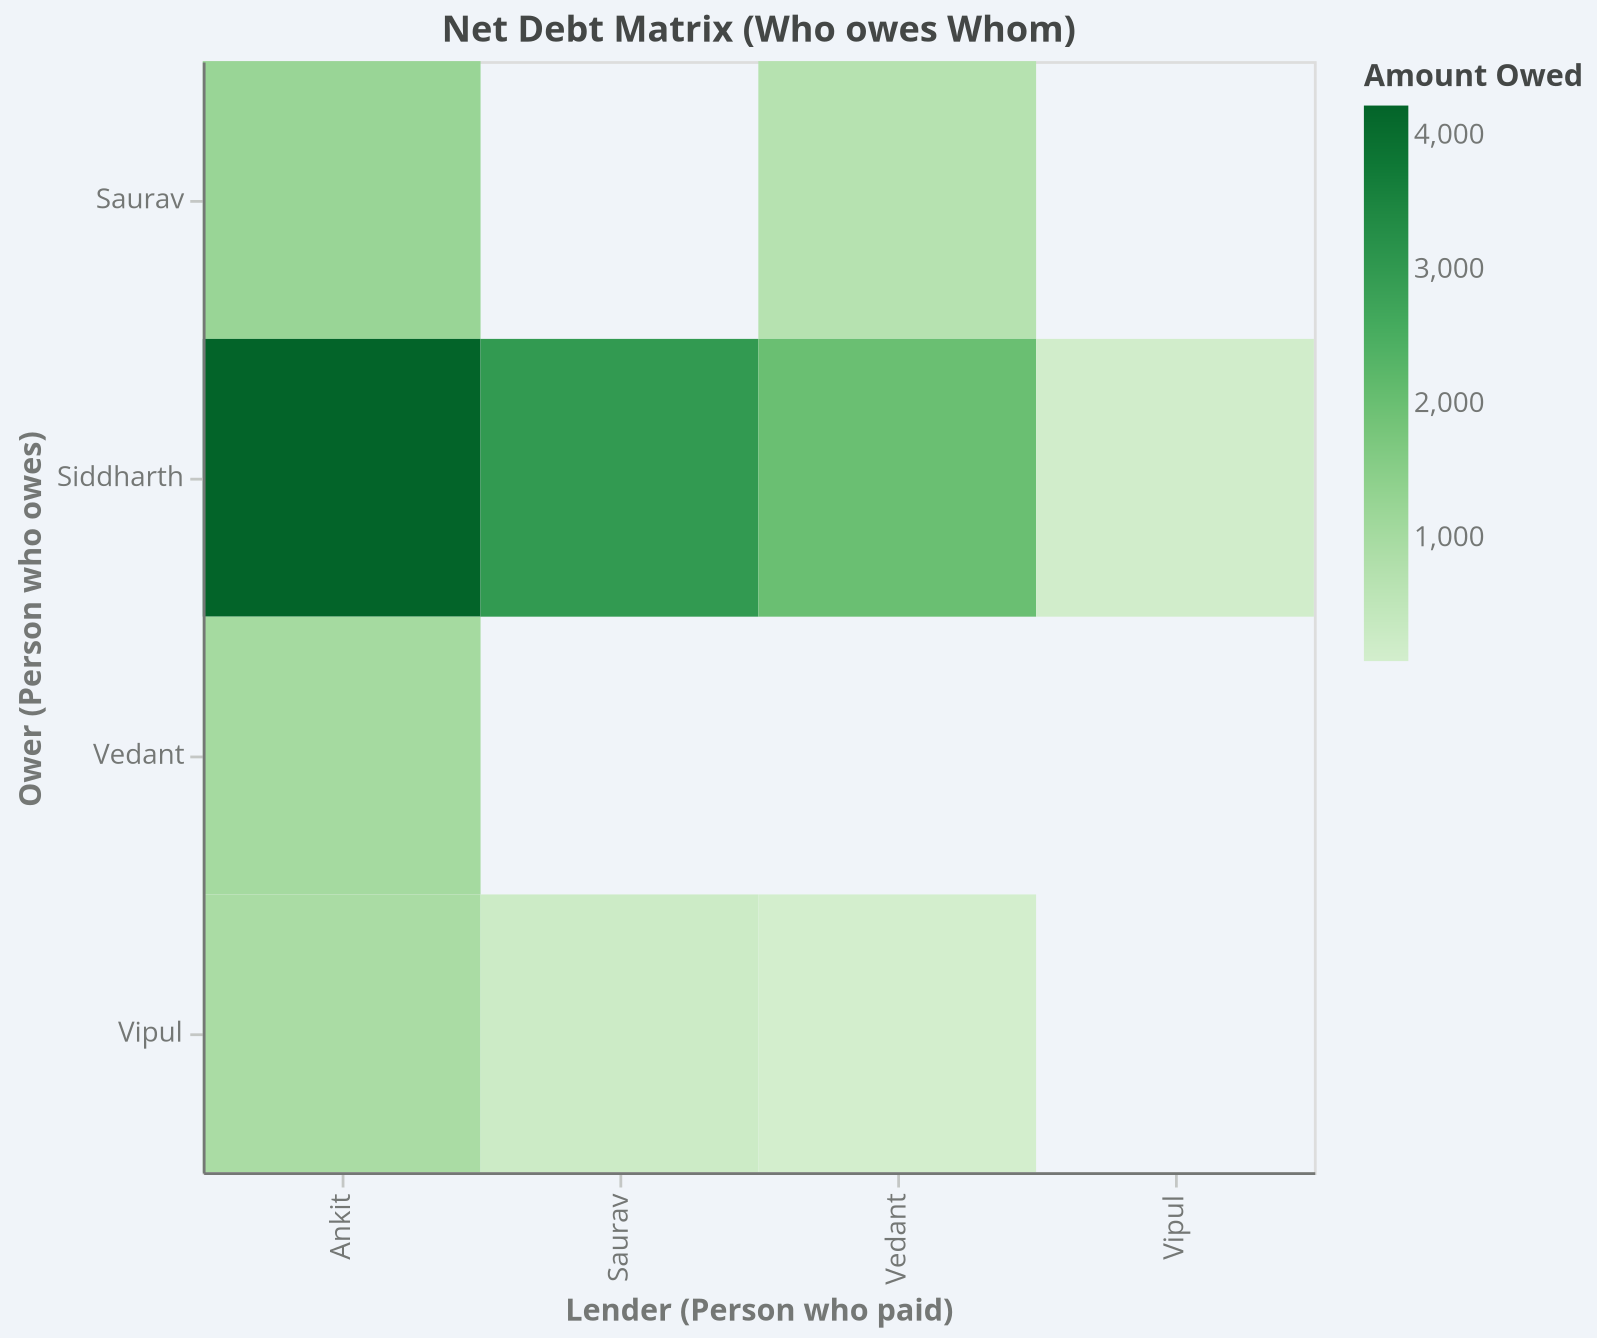 Net Debt Matrix (Who owes Whom)
Amount Owed
4,000
3,000
2,000
1,000
Ower (Person who owes)
Saurav
Siddharth
Vedant
Vipul
Ankit
Saurav
Vedant
Vipul
Lender (Person who paid)